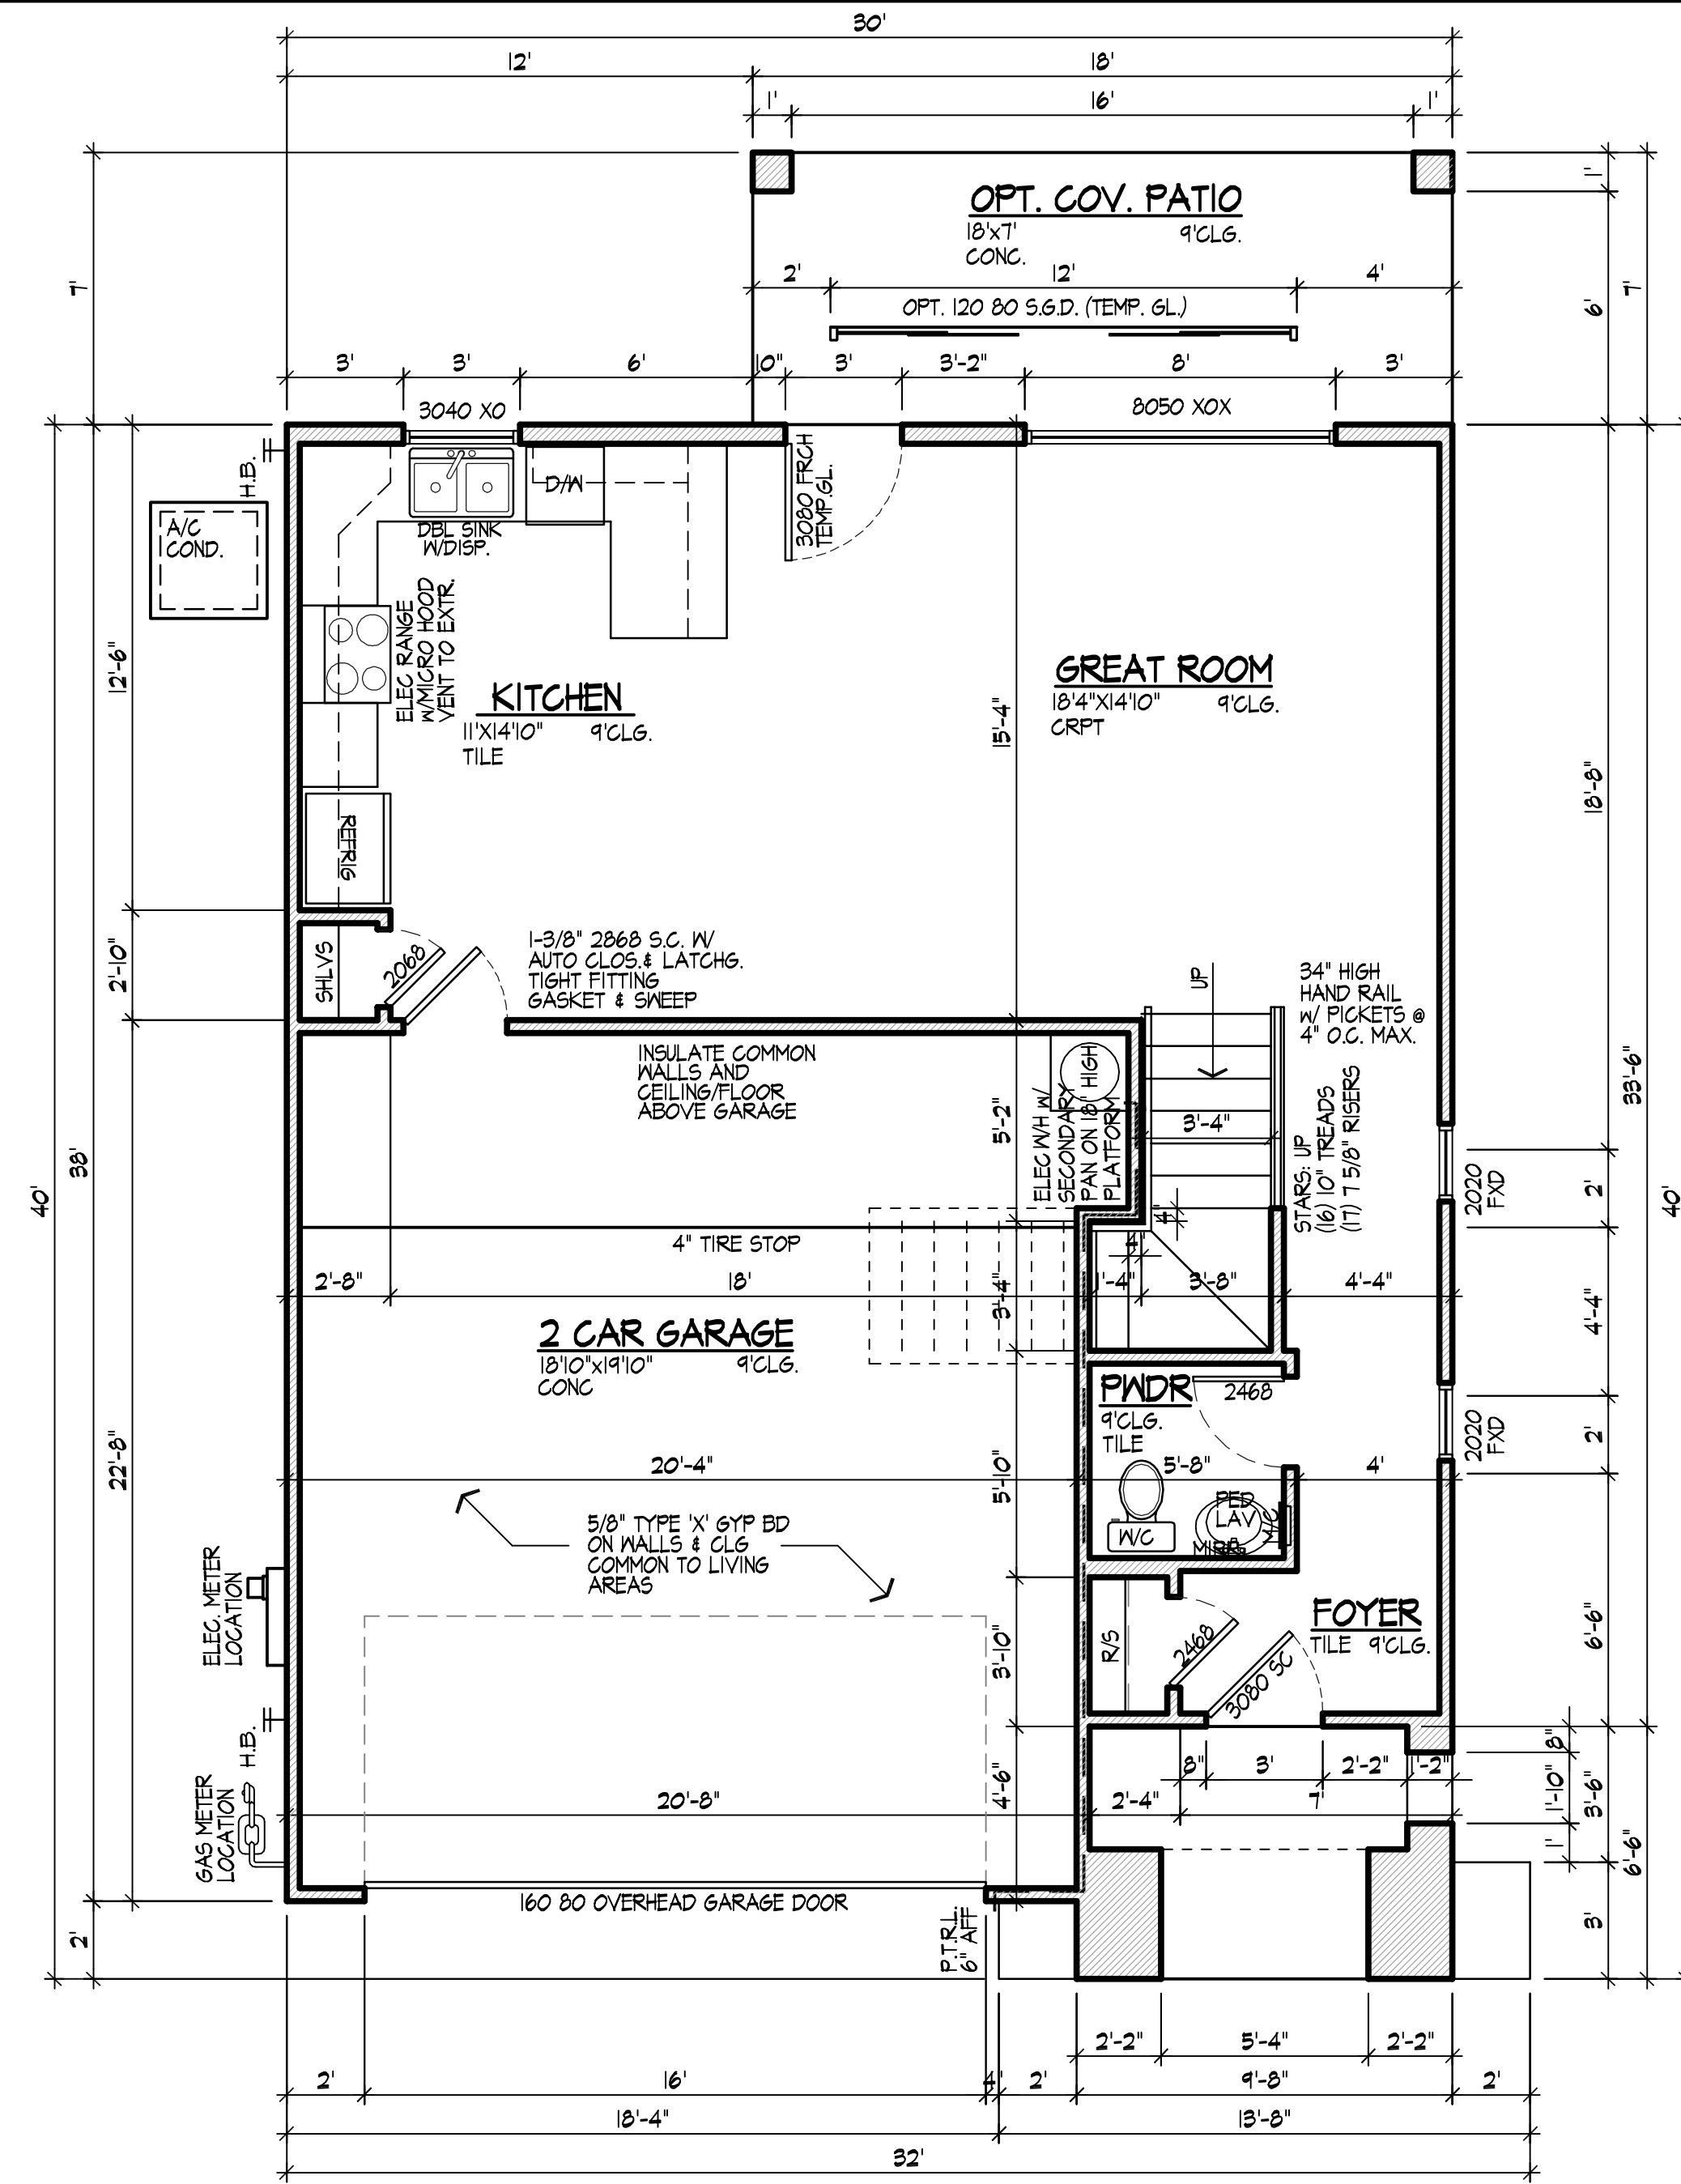 30'
12'
18'
1'
16'
1'
OPT. COV. PATIO
18'x7'
9'CLG.
CONC.
2'
12'
4'
OPT. 120 80 S.G.D. (TEMP. GL.)
3'
3'
6'
10"
3'
3'-2"
8'
3'
3040 XO
8050 XOX
7'
1'
6'
7'
H.B.
A/C
COND.
DBL SINK
W/DISP.
D/W
3080 FRCH
TEMP.GL.
ELEC RANGE
W/MICRO HOOD
VENT TO EXTR.
KITCHEN
11'X14'10"
9'CLG.
TILE
GREAT ROOM
18'4"X14'10"
9'CLG.
CRPT
12'-6"
15'-4"
18'-8"
REFRIG
SHLVS
2068
2'-10"
1-3/8" 2868 S.C. W/
AUTO CLOS.& LATCHG.
TIGHT FITTING
GASKET & SWEEP
UP
34" HIGH
HAND RAIL
W/ PICKETS @
4" O.C. MAX.
INSULATE COMMON
WALLS AND
CEILING/FLOOR
ABOVE GARAGE
5'-2"
ELEC W/H W/
SECONDARY
PAN ON 18" HIGH
PLATFORM
3'-4"
STARS: UP
(16) 10" TREADS
(17) 7 5/8" RISERS
33'-6"
38'
40'
40'
2020
FXD
2'
4" TIRE STOP
4"
4"
2'-8"
18'
3'-4"
1'-4"
3'-8"
4'-4"
4'-4"
2 CAR GARAGE
18'10"x19'10"
9'CLG.
CONC
PWDR
9'CLG.
TILE
2468
2020
FXD
2'
22'-8"
20'-4"
5'-10"
5'-8"
4'
5/8" TYPE 'X' GYP BD
ON WALLS & CLG
COMMON TO LIVING
AREAS
W/C
PED
LAV
MIRR
M/C
ELEC. METER
LOCATION
3'-10"
R/S
2468
3080 SC
FOYER
TILE 9'CLG.
6'-6"
H.B.
GAS METER
LOCATION
20'-8"
4'-6"
8"
3'
2'-2"
1'-2"
2'-4"
7'
8"
1'-10"
1'
3'-6"
6'-6"
160 80 OVERHEAD GARAGE DOOR
P.T.R.L.
6" AFF
2'
3'
2'-2"
5'-4"
2'-2"
2'
16'
4"
2'
9'-8"
2'
18'-4"
13'-8"
32'